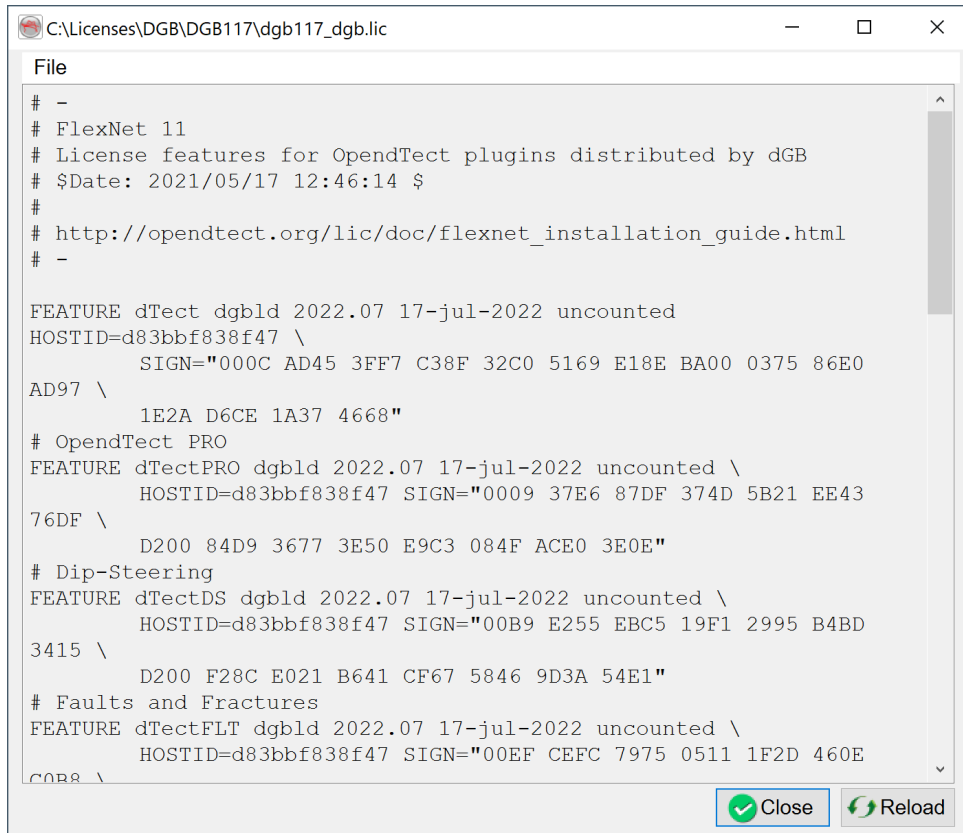 C:\Licenses\DGB\DGB117\dgb117_dgb.lic
File
# -
# FlexNet 11
# License features for OpendTect plugins distributed by dGB
# $Date: 2021/05/17 12:46:14 $
#
# http://opendtect.org/lic/doc/flexnet_installation_guide.html
# -
FEATURE dTect dgbld 2022.07 17-jul-2022 uncounted
HOSTID=d83bbf838f47 \
SIGN="000C AD45 3FF7 C38F 32C0 5169 E18E BA00 0375 86E0
AD97 \
1E2A D6CE 1A37 4668"
# OpendTect PRO
FEATURE dTectPRO dgbld 2022.07 17-jul-2022 uncounted \
HOSTID=d83bbf838f47 SIGN="0009 37E6 87DF 374D 5B21 EE43
76DF \
D200 84D9 3677 3E50 E9C3 084F ACE0 3E0E"
# Dip-Steering
FEATURE dTectDS dgbld 2022.07 17-jul-2022 uncounted \
HOSTID=d83bbf838f47 SIGN="00B9 E255 EBC5 19F1 2995 B4BD
3415 \
D200 F28C E021 B641 CF67 5846 9D3A 54E1"
# Faults and Fractures
FEATURE dTectFLT dgbld 2022.07 17-jul-2022 uncounted \
HOSTID=d83bbf838f47 SIGN="00EF CEFC 7975 0511 1F2D 460E
C0B8 \
Close
Reload